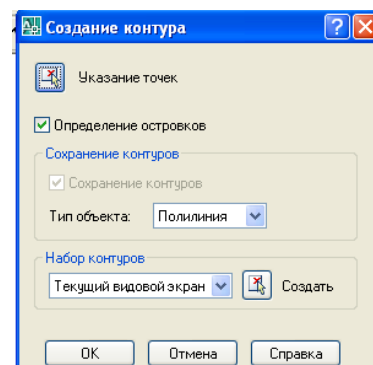 Создание контура
Указание точек
Определение островков
Сохранение контуров
Сохранение контуров
Тип объекта: Полилиния
Набор контуров
Текущий видовой экран Создать
OK Отмена Справка